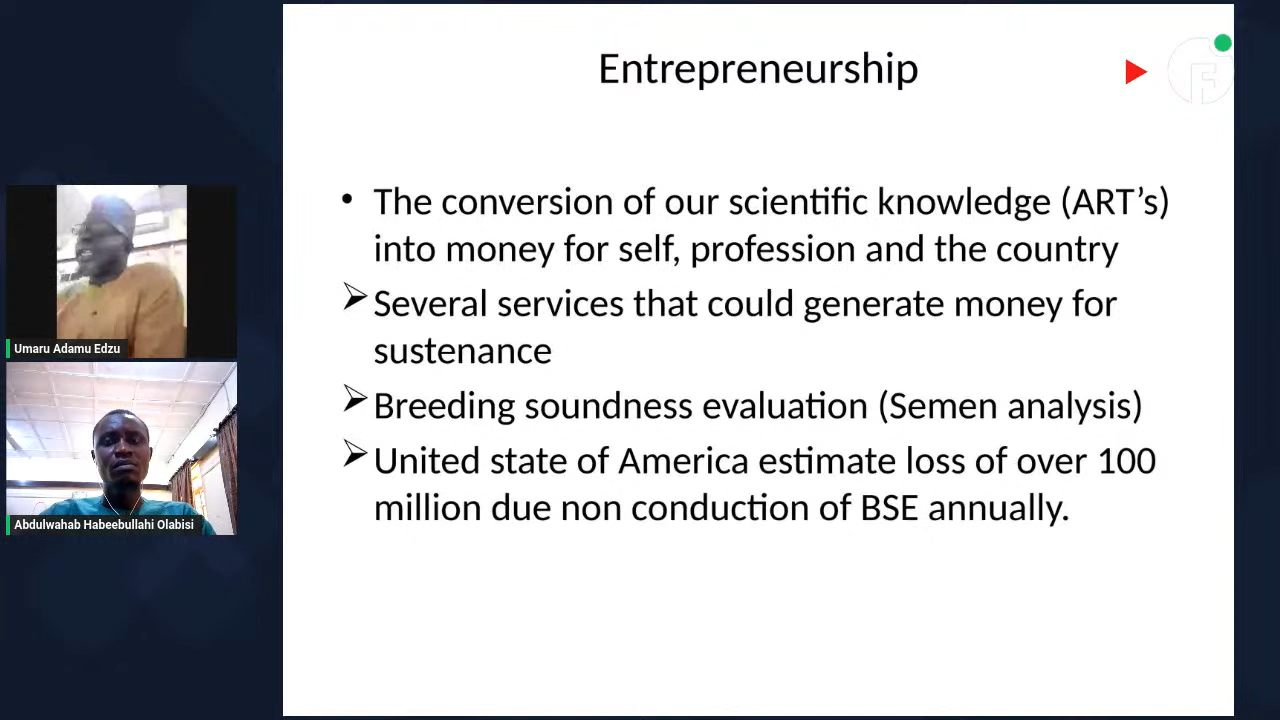 Entrepreneurship
• The conversion of our scientific knowledge (ART’s)
into money for self, profession and the country
➢ Several services that could generate money for
sustenance
➢ Breeding soundness evaluation (Semen analysis)
➢ United state of America estimate loss of over 100
million due non conduction of BSE annually.
Umaru Adamu Edzu
Abdulwahab Habeebullahi Olabisi